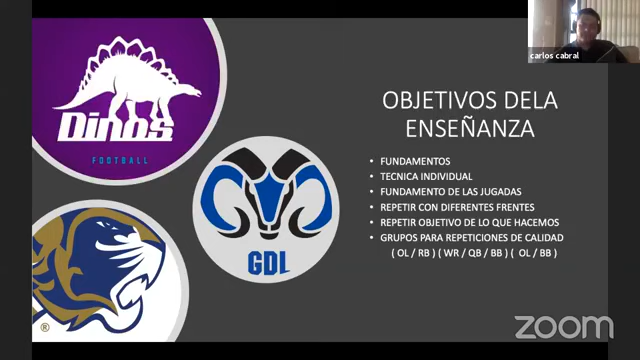 carlos cabral
OBJETIVOS DELA
ENSEÑANZA
Dinos
FOOTBALL
GDL
®
• FUNDAMENTOS
• TECNICA INDIVIDUAL
• FUNDAMENTO DE LAS JUGADAS
• REPETIR CON DIFERENTES FRENTES
• REPETIR OBJETIVO DE LO QUE HACEMOS
• GRUPOS PARA REPETICIONES DE CALIDAD
( OL / RB ) ( WR / QB / BB ) ( OL / BB )
zoom